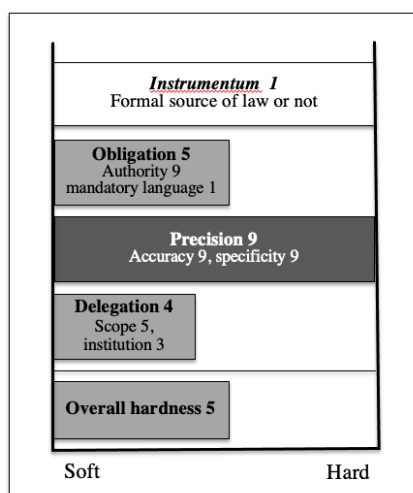 Instrumentum 1
Formal source of law or not
Obligation 5
Authority 9
mandatory language 1
Precision 9
Accuracy 9, specificity 9
Delegation 4
Scope 5,
institution 3
Overall hardness 5
Soft
Hard